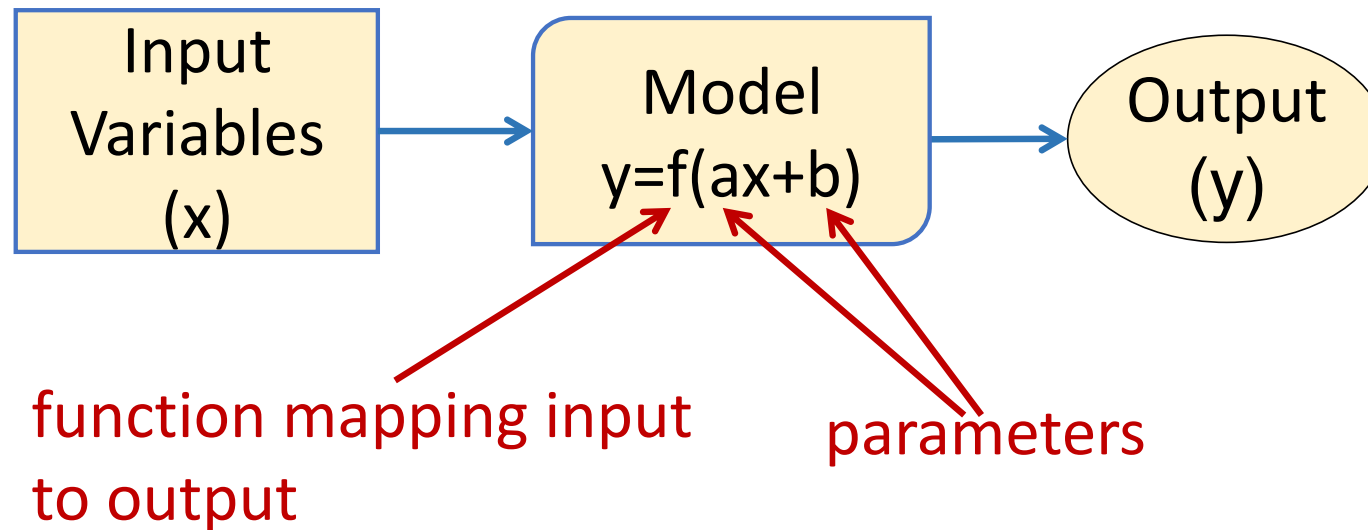 Input
Variables
(x)
Model
y=f(ax+b)
Output
(y)
function mapping input
to output
parameters